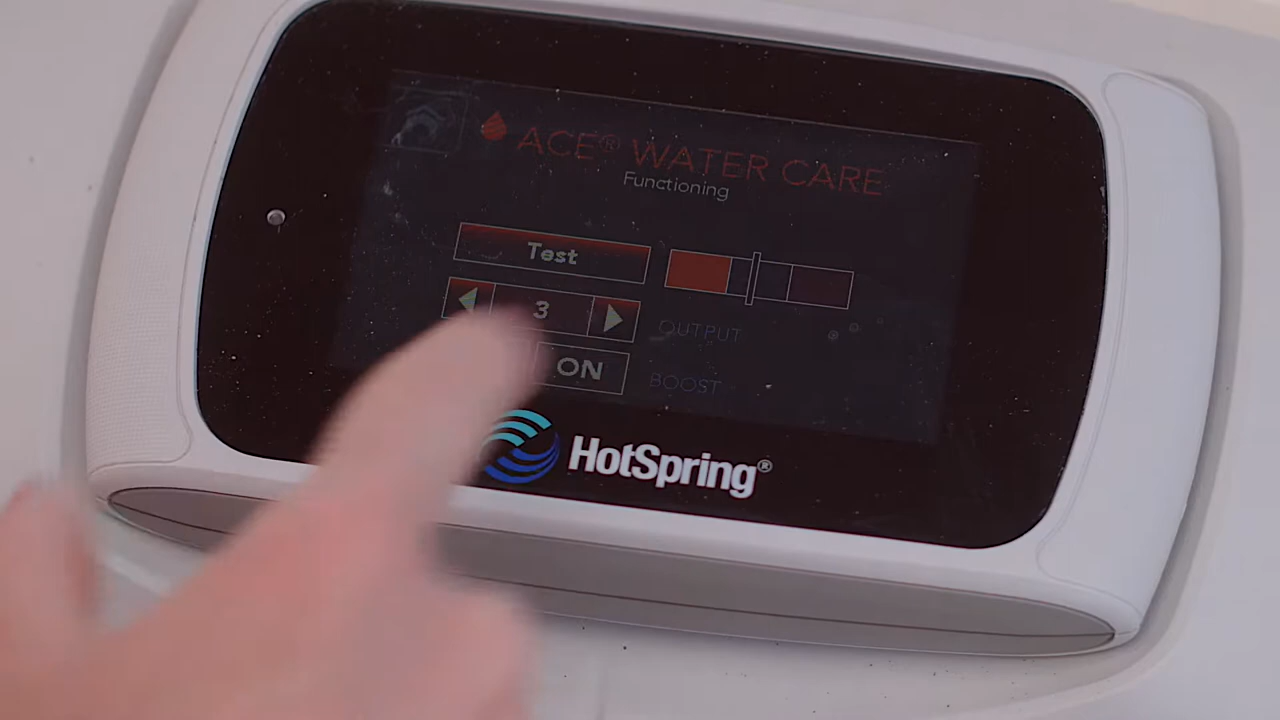 ACE® WATER CARE
Functioning
Test
3
OUTPUT
ON
BOOST
HotSpring®